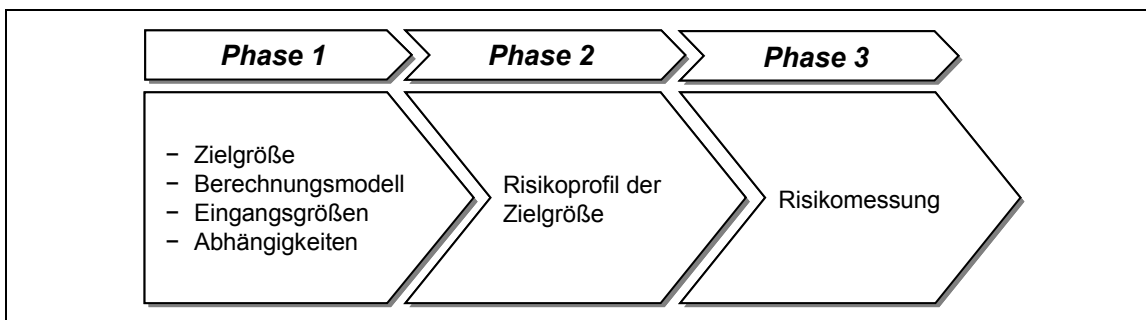 Phase 1
Phase 2
Phase 3
− Zielgröße
− Berechnungsmodell
− Eingangsgrößen
− Abhängigkeiten
Risikoprofil der
Zielgröße
Risikomessung